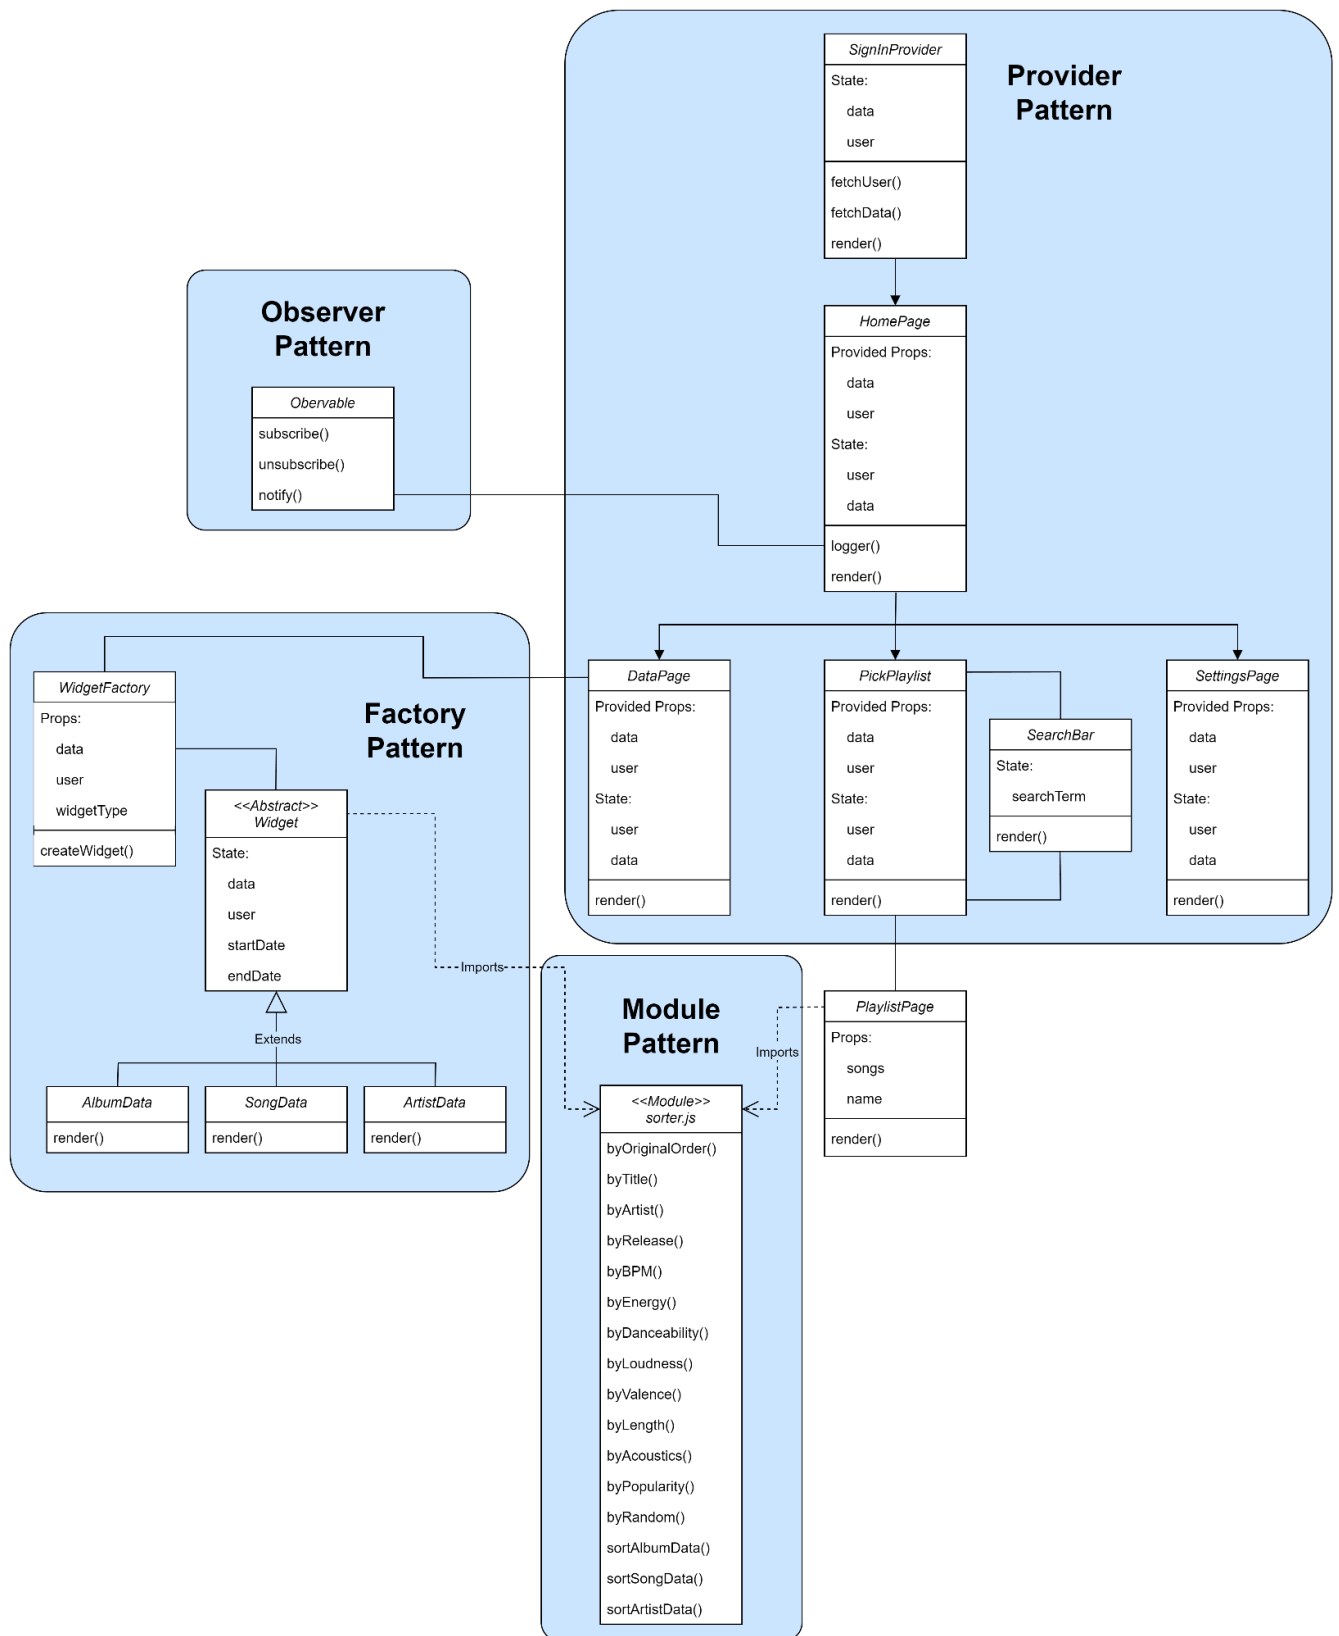 Provider
Pattern
SignInProvider
State:
data
user
fetchUser()
fetchData()
render()
HomePage
Provided Props:
data
user
State:
user
data
logger()
render()
Observer
Pattern
Obervable
subscribe()
unsubscribe()
notify()
DataPage
Provided Props:
data
user
State:
user
data
render()
PickPlaylist
Provided Props:
data
user
State:
user
data
render()
SearchBar
State:
searchTerm
render()
SettingsPage
Provided Props:
data
user
State:
user
data
render()
Factory
Pattern
WidgetFactory
Props:
data
user
widgetType
createWidget()
<<Abstract>>
Widget
State:
data
user
startDate
endDate
Extends
AlbumData
render()
SongData
render()
ArtistData
render()
Imports
Module
Pattern
Imports
PlaylistPage
Props:
songs
name
render()
<<Module>>
sorter.js
byOriginalOrder()
byTitle()
byArtist()
byRelease()
byBPM()
byEnergy()
byDanceability()
byLoudness()
byValence()
byLength()
byAcoustics()
byPopularity()
byRandom()
sortAlbumData()
sortSongData()
sortArtistData()